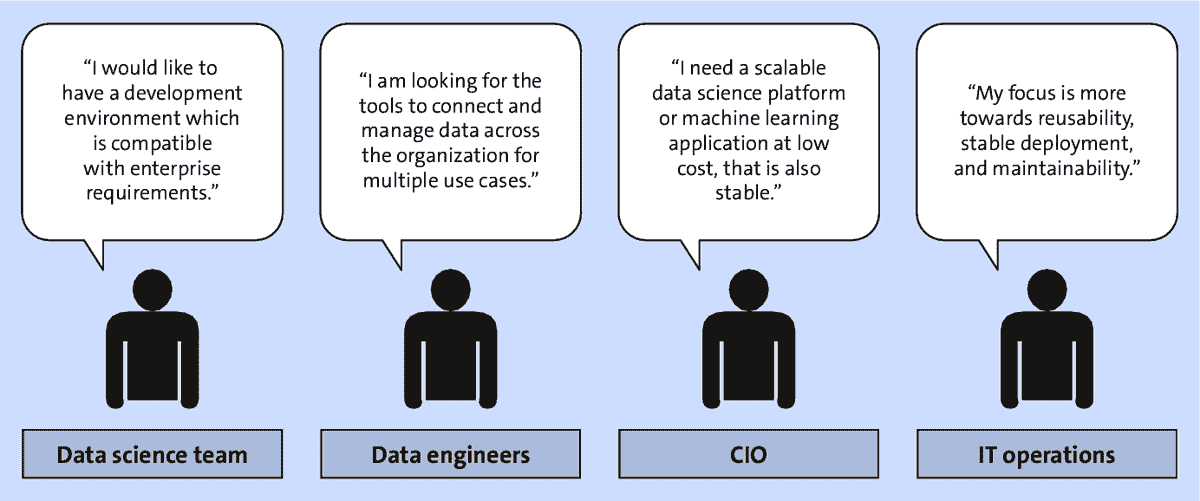 “I would like to
have a development
environment which
is compatible
with enterprise
requirements.”
“I am looking for the
tools to connect and
manage data across
the organization for
multiple use cases.”
“I need a scalable
data science platform
or machine learning
application at low
cost, that is also
stable.”
“My focus is more
towards reusability,
stable deployment,
and maintainability.”
Data science team
Data engineers
CIO
IT operations